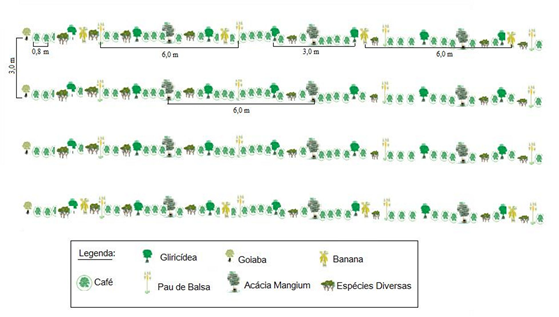 0,8 m
6,0 m
3,0 m
6,0 m
3,0 m
6,0 m
Legenda:
Gliricídea
Goiaba
Banana
Café
Pau de Balsa
Acácia Mangium
Espécies Diversas